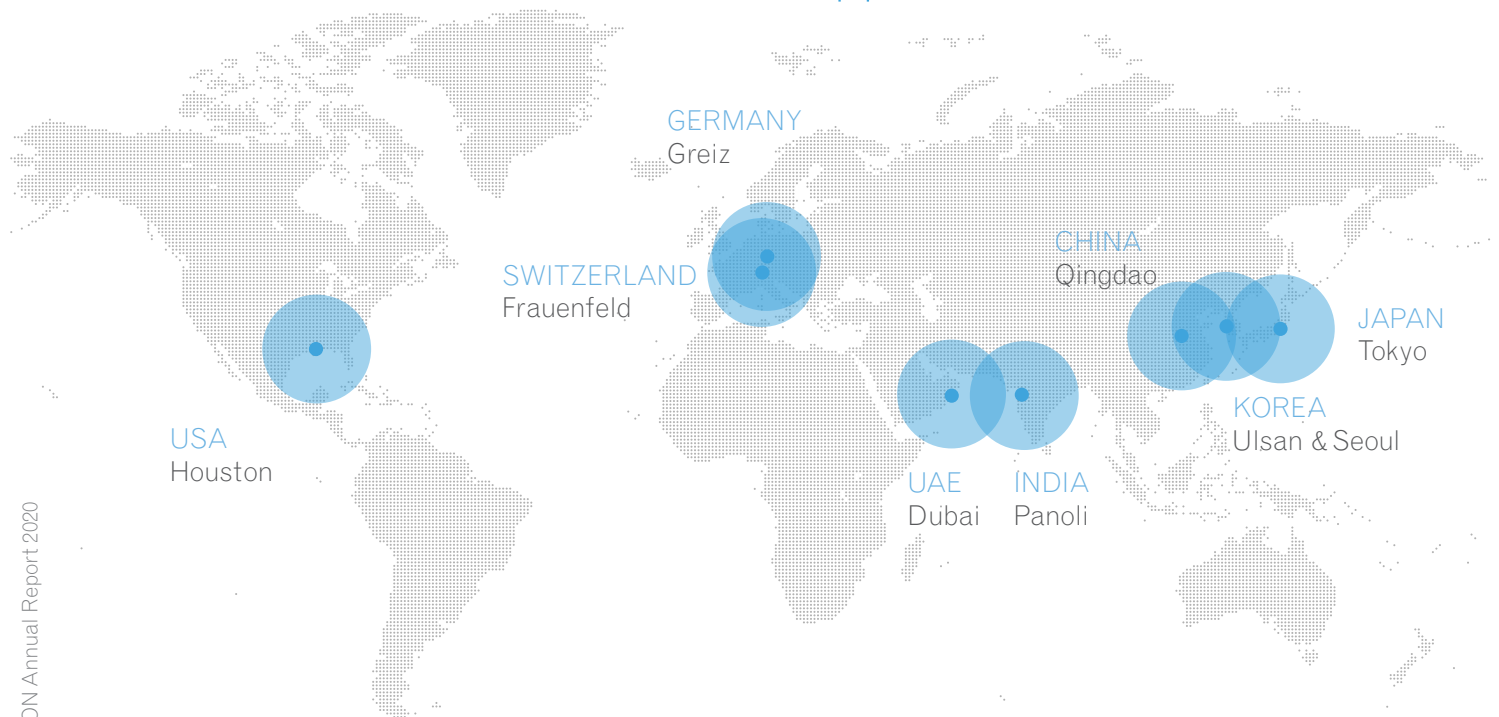 GERMANY
Greiz
SWITZERLAND
Frauenfeld
CHINA
Qingdao
JAPAN
Tokyo
KOREA
Ulsan & Seoul
USA
Houston
UAE
Dubai
INDIA
Panoli
Annual Report 2020